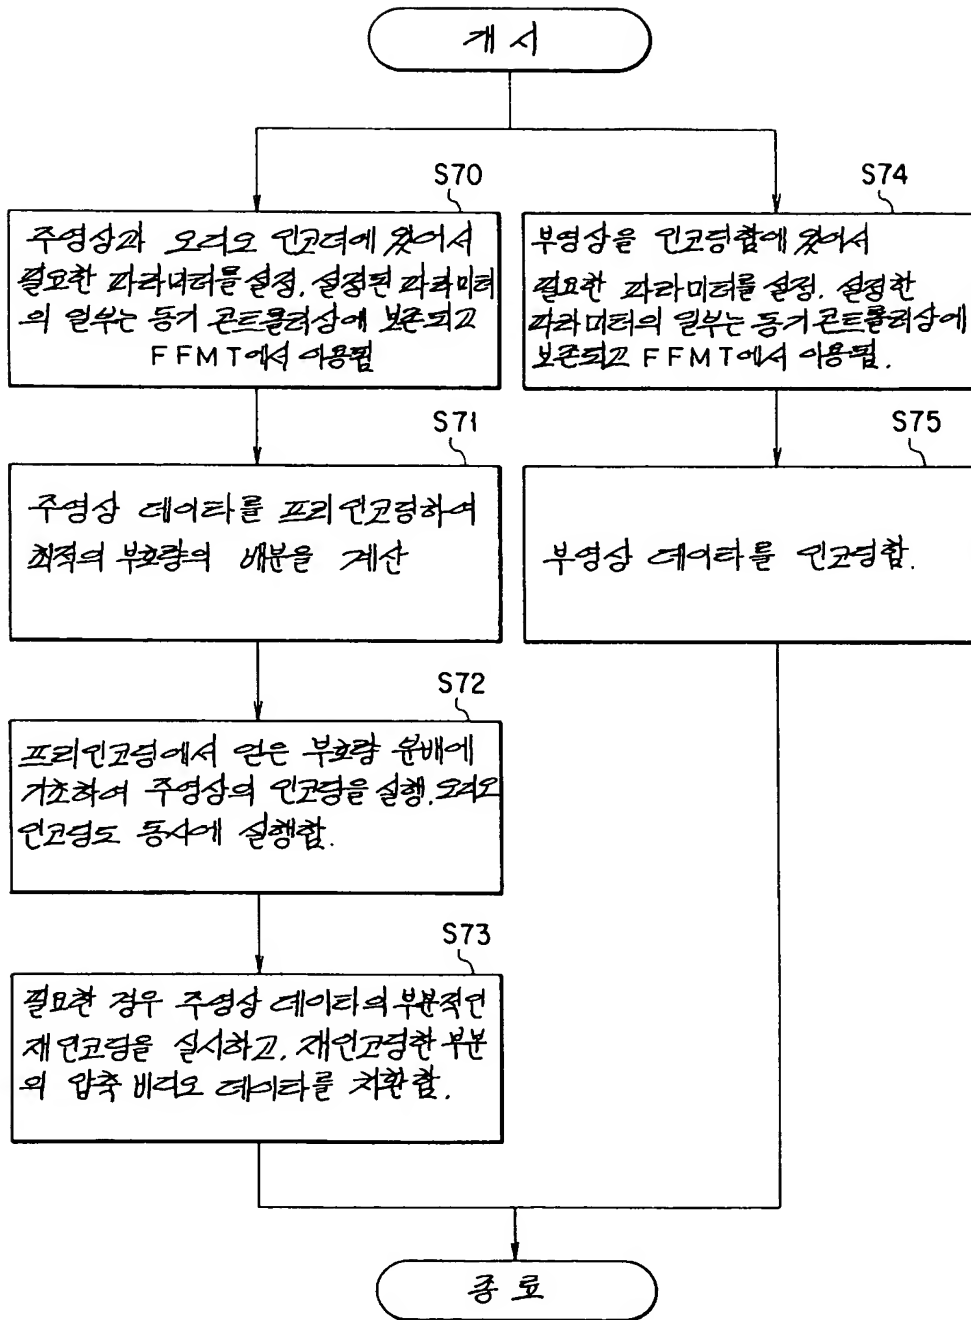 개시
S70
주영상과 오디오 인코더에 있어서
필요한 파라미터를 설정. 설정된 파라미터
의 일부는 동기 콘트롤러상에 보존되고
FFMT에서 이용됨
S71
주영상 데이타를 프리인코딩하여
최적의 부호량의 배분을 계산
S72
프리인코딩에서 얻은 부호량 분배에
기초하여 주영상의 인코딩을 실행. 오디오
인코딩도 동시에 실행함.
S73
필요한 경우 주영상 데이타의 부분적인
재인코딩을 실시하고, 재인코딩한 부분
의 압축 비디오 데이타를 치환함.
S74
부영상을 인코딩함에 있어서
필요한 파라미터를 설정. 설정한
파라미터의 일부는 동기 콘트롤러상에
보존되고 FFMT에서 이용됨.
S75
부영상 데이타를 인코딩함.
종료